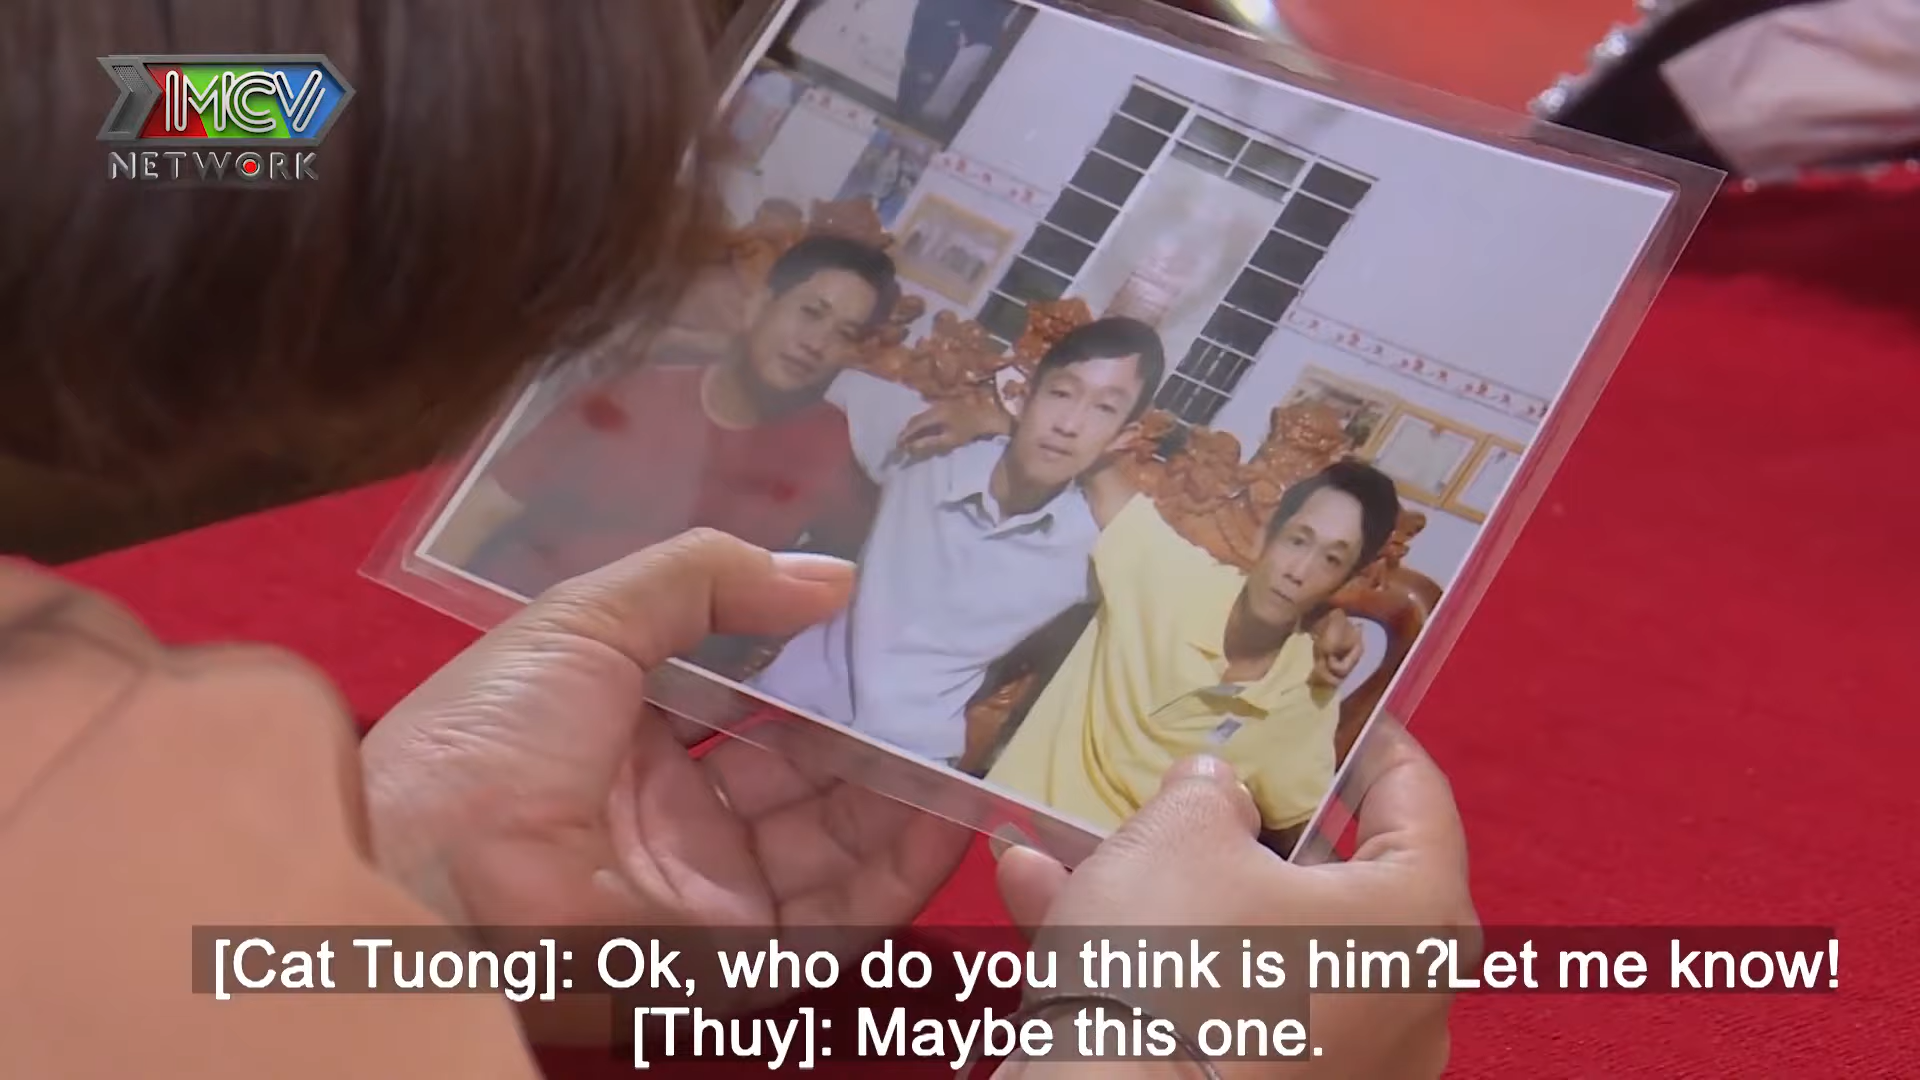 MCV
NETWORK
[Cat Tuong]: Ok, who do you think is him?Let me know!
[Thuy]: Maybe this one.